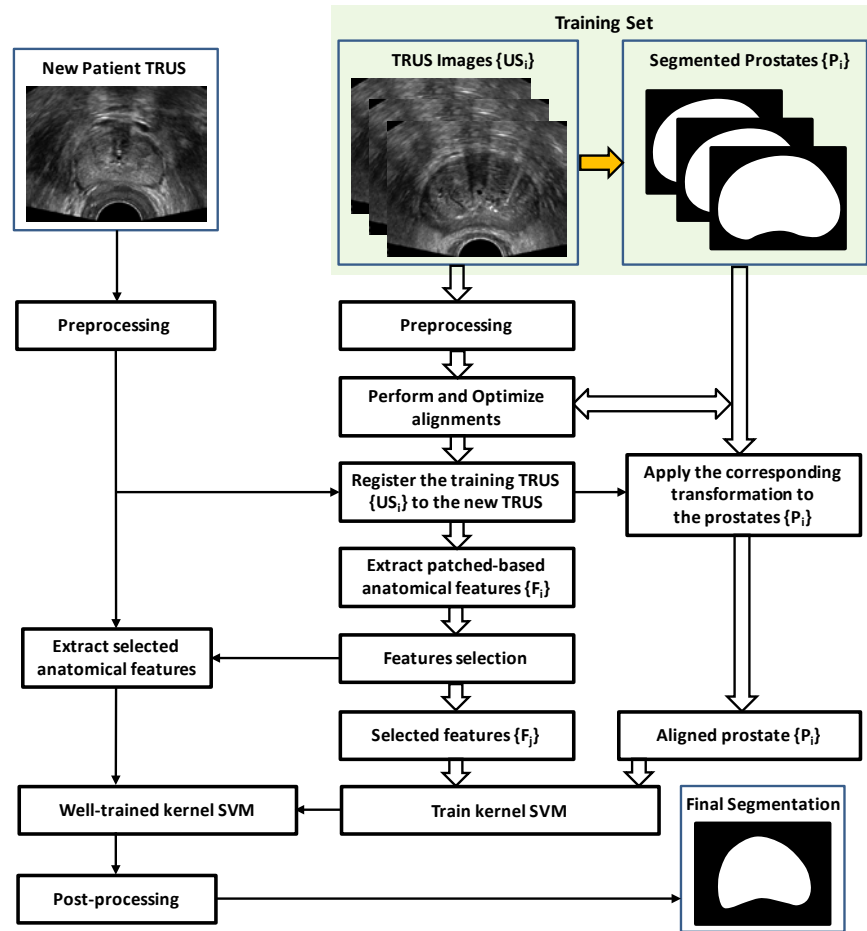 Training Set
New Patient TRUS
TRUS Images {USi}
Segmented Prostates {Pi}
Preprocessing
Preprocessing
Perform and Optimize
alignments
Register the training TRUS
{USi} to the new TRUS
Apply the corresponding
transformation to
the prostates {Pi}
Extract patched-based
anatomical features {Fi}
Extract selected
anatomical features
Features selection
Selected features {Fj}
Aligned prostate {Pi}
Well-trained kernel SVM
Train kernel SVM
Final Segmentation
Post-processing